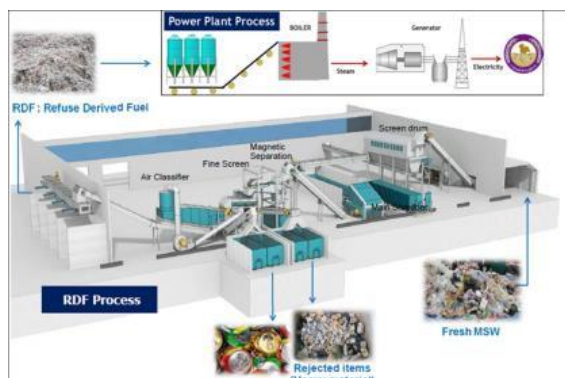 Power Plant Process
BOILER
Generator
Steam
Electricity
RDF : Refuse Derived Fuel
Screen drum
Magnetic
Separation
Fine Screen
Air Classifier
Main
RDF Process
Fresh MSW
Rejected items